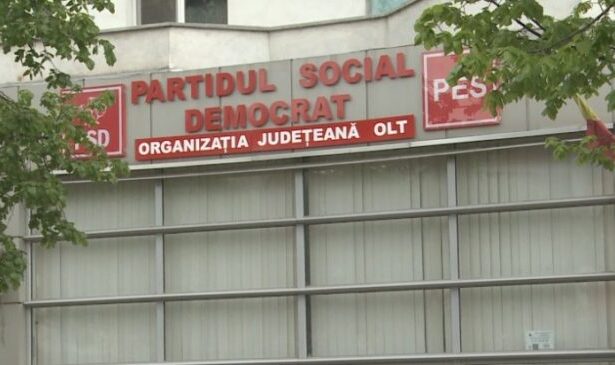 PARTIDUL SOCIAL
DEMOCRAT
ORGANIZAȚIA JUDEȚEANĂ OLT
PSD
PES